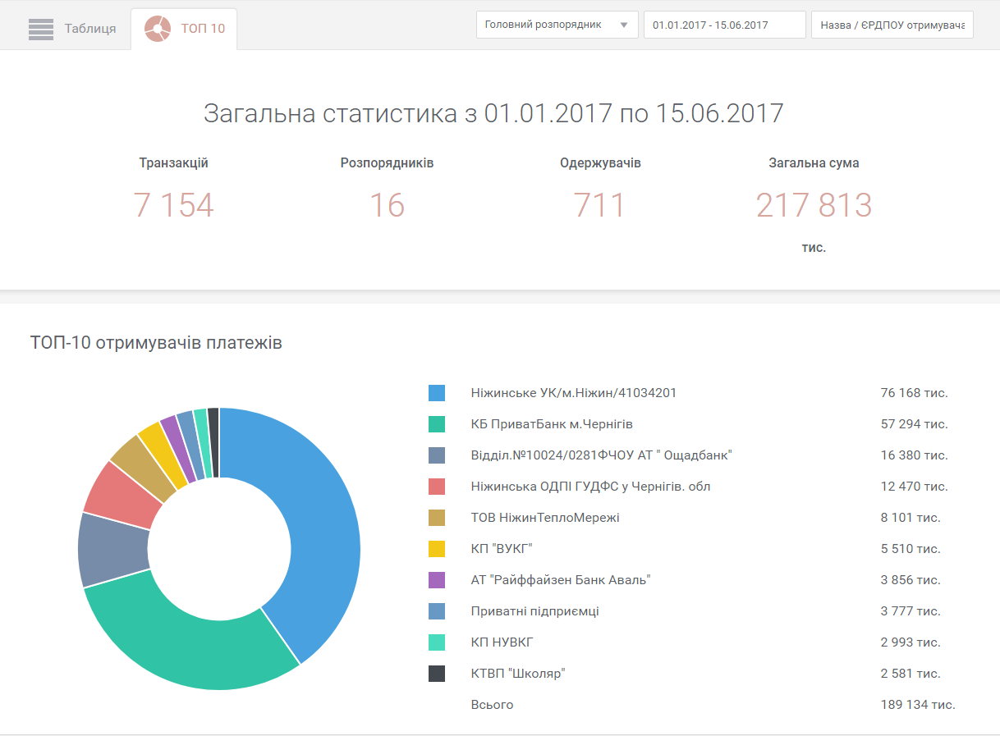 Таблиця
ТОП 10
Головний розпорядник
01.01.2017 - 15.06.2017
Назва / ЄРДПОУ отримувача
Загальна статистика з 01.01.2017 по 15.06.2017
Транзакцій Розпорядників Одержувачів Загальна сума
7 154 16 711 217 813
тис.
ТОП-10 отримувачів платежів
Ніжинське УК/м.Ніжин/41034201 76 168 тис.
КБ ПриватБанк м.Чернігів 57 294 тис.
Відділ.№10024/0281ФЧОУ АТ " Ощадбанк" 16 380 тис.
Ніжинська ОДПІ ГУДФС у Чернігів. обл 12 470 тис.
ТОВ НіжинТеплоМережі 8 101 тис.
КП "ВУКГ" 5 510 тис.
АТ "Райффайзен Банк Аваль" 3 856 тис.
Приватні підприємці 3 777 тис.
КП НУВКГ 2 993 тис.
КТВП "Школяр" 2 581 тис.
Всього 189 134 тис.